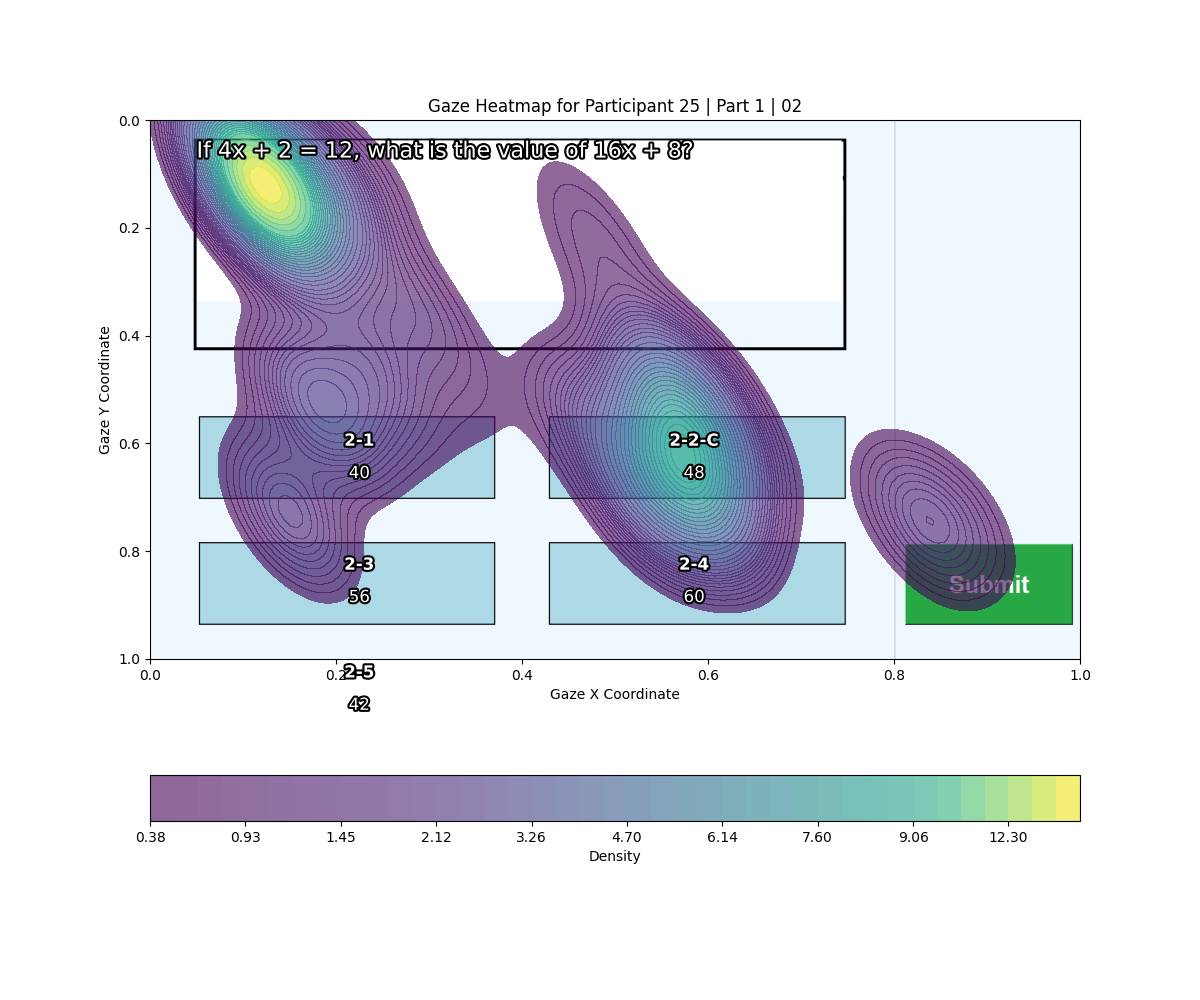 Gaze Heatmap for Participant 25 | Part 1 | 02
0.0
0.2
0.4
0.6
0.8
1.0
Gaze Y Coordinate
If 4x + 2 = 12, what is the value of 16x + 8?
2-1
40
2-2-C
48
2-3
56
2-4
60
Submit
2-5
42
0.0 0.2 0.4 0.6 0.8 1.0
Gaze X Coordinate
0.38 0.93 1.45 2.12 3.26 4.70 6.14 7.60 9.06 12.30
Density